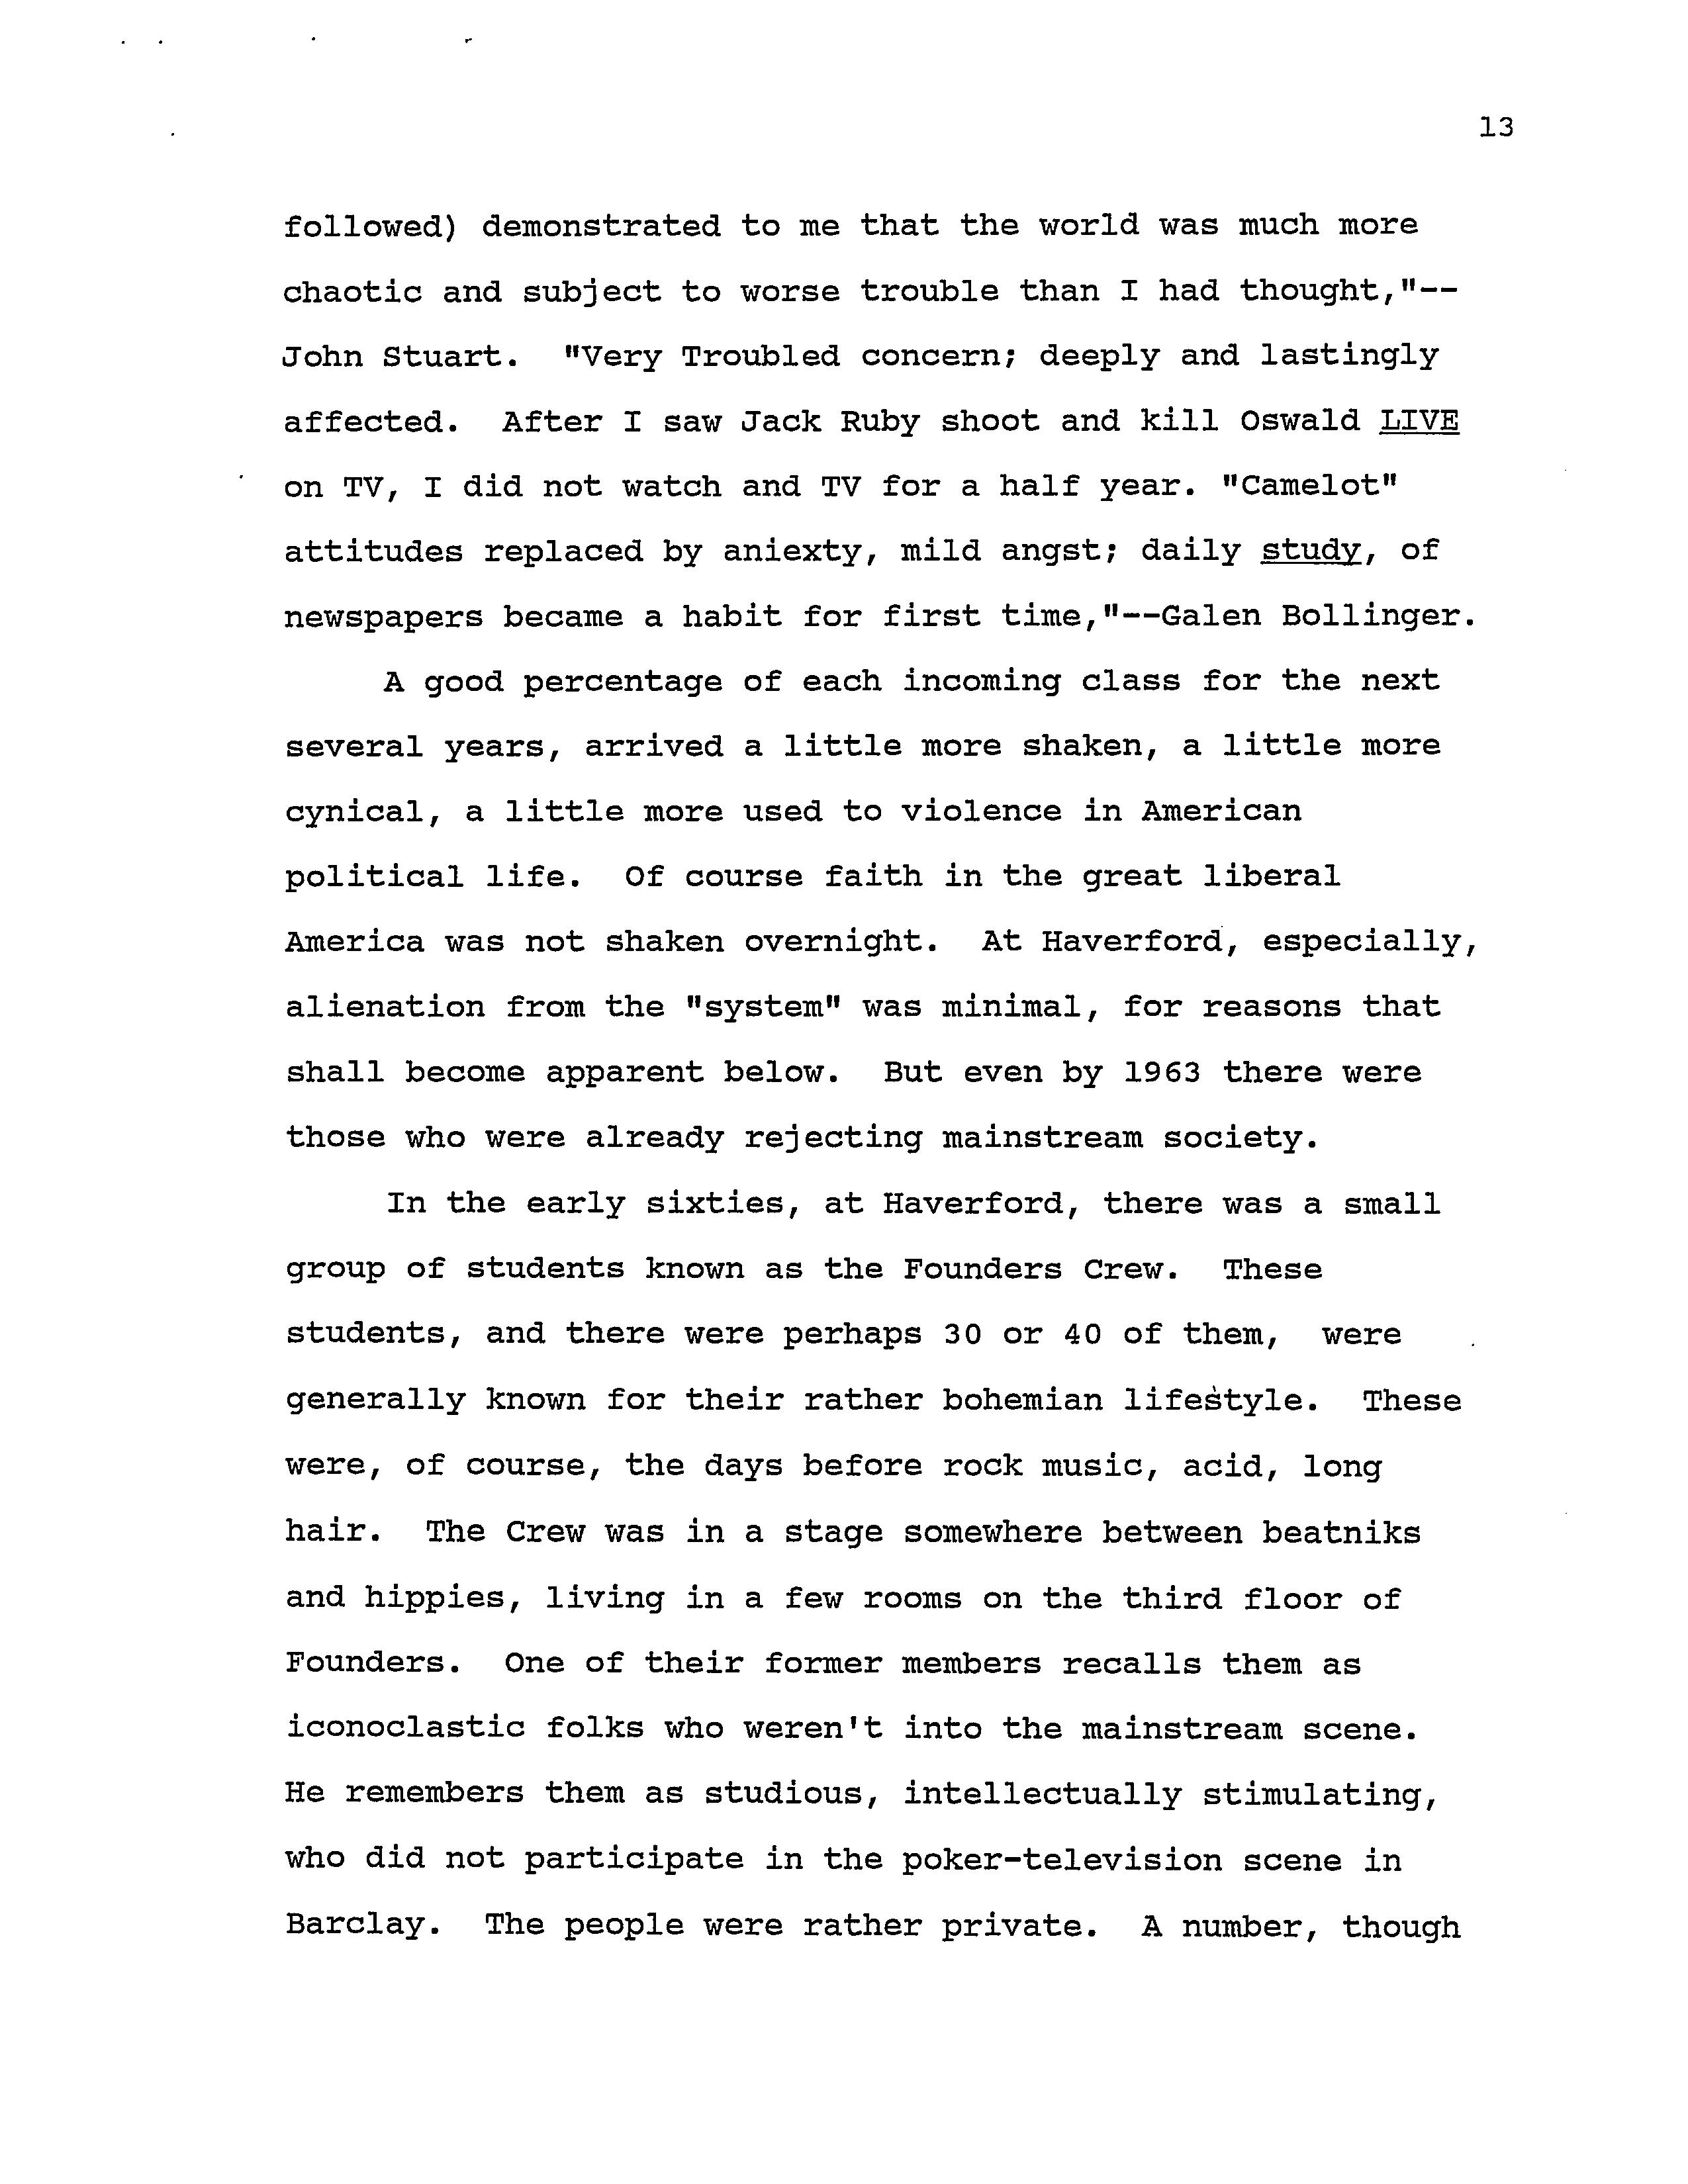 13
followed) demonstrated to me that the world was much more
chaotic and subject to worse trouble than I had thought,"--
John Stuart.  "Very Troubled concern; deeply and lastingly
affected.  After I saw Jack Ruby shoot and kill Oswald LIVE
on TV, I did not watch and TV for a half year. "Camelot"
attitudes replaced by aniexty, mild angst; daily study, of
newspapers became a habit for first time,"--Galen Bollinger.
A good percentage of each incoming class for the next
several years, arrived a little more shaken, a little more
cynical, a little more used to violence in American
political life.  Of course faith in the great liberal
America was not shaken overnight.  At Haverford, especially,
alienation from the "system" was minimal, for reasons that
shall become apparent below.  But even by 1963 there were
those who were already rejecting mainstream society.
In the early sixties, at Haverford, there was a small
group of students known as the Founders Crew.  These
students, and there were perhaps 30 or 40 of them,  were
generally known for their rather bohemian lifestyle.  These
were, of course, the days before rock music, acid, long
hair.  The Crew was in a stage somewhere between beatniks
and hippies, living in a few rooms on the third floor of
Founders.  One of their former members recalls them as
iconoclastic folks who weren't into the mainstream scene.
He remembers them as studious, intellectually stimulating,
who did not participate in the poker-television scene in
Barclay.  The people were rather private.  A number, though